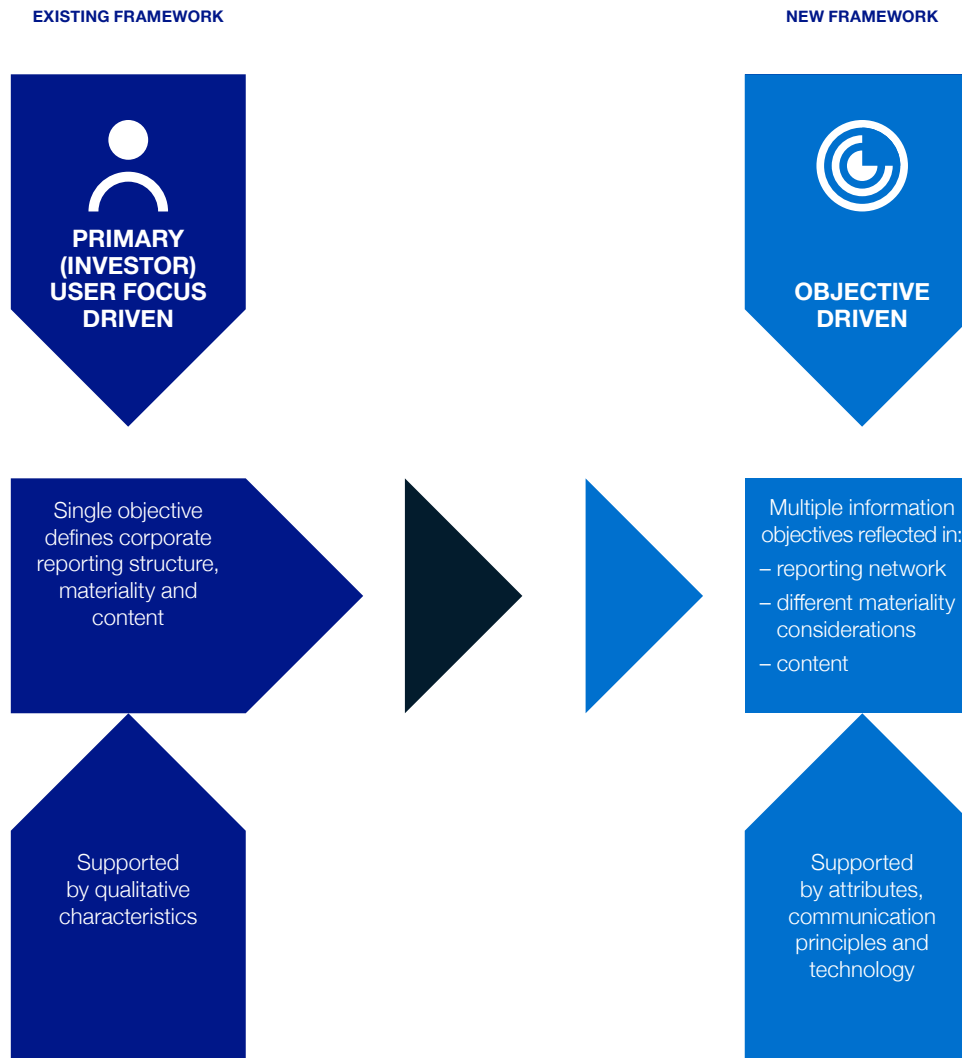 EXISTING FRAMEWORK
NEW FRAMEWORK
PRIMARY
(INVESTOR)
USER FOCUS
DRIVEN
OBJECTIVE
DRIVEN
Single objective
defines corporate
reporting structure,
materiality and
content
Multiple information
objectives reflected in:
– reporting network
– different materiality
considerations
– content
Supported
by qualitative
characteristics
Supported
by attributes,
communication
principles and
technology